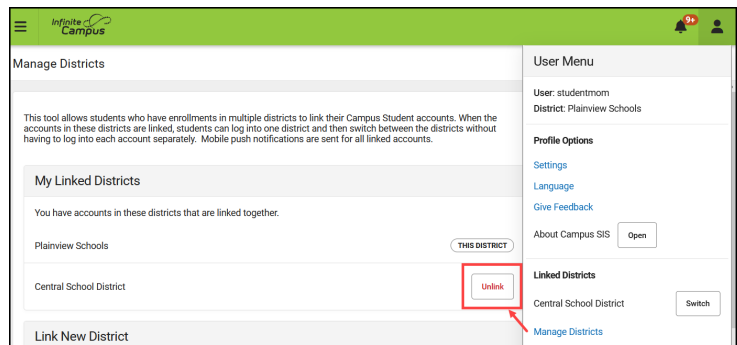 Infinite
Campus
9+
Manage Districts
This tool allows students who have enrollments in multiple districts to link their Campus Student accounts. When the
accounts in these districts are linked, students can log into one district and then switch between the districts without
having to log into each account separately. Mobile push notifications are sent for all linked accounts.
My Linked Districts
You have accounts in these districts that are linked together.
Plainview Schools
THIS DISTRICT
Central School District
Unlink
Link New District
User Menu
User: studentmom
District: Plainview Schools
Profile Options
Settings
Language
Give Feedback
About Campus SIS
Open
Linked Districts
Central School District
Switch
Manage Districts